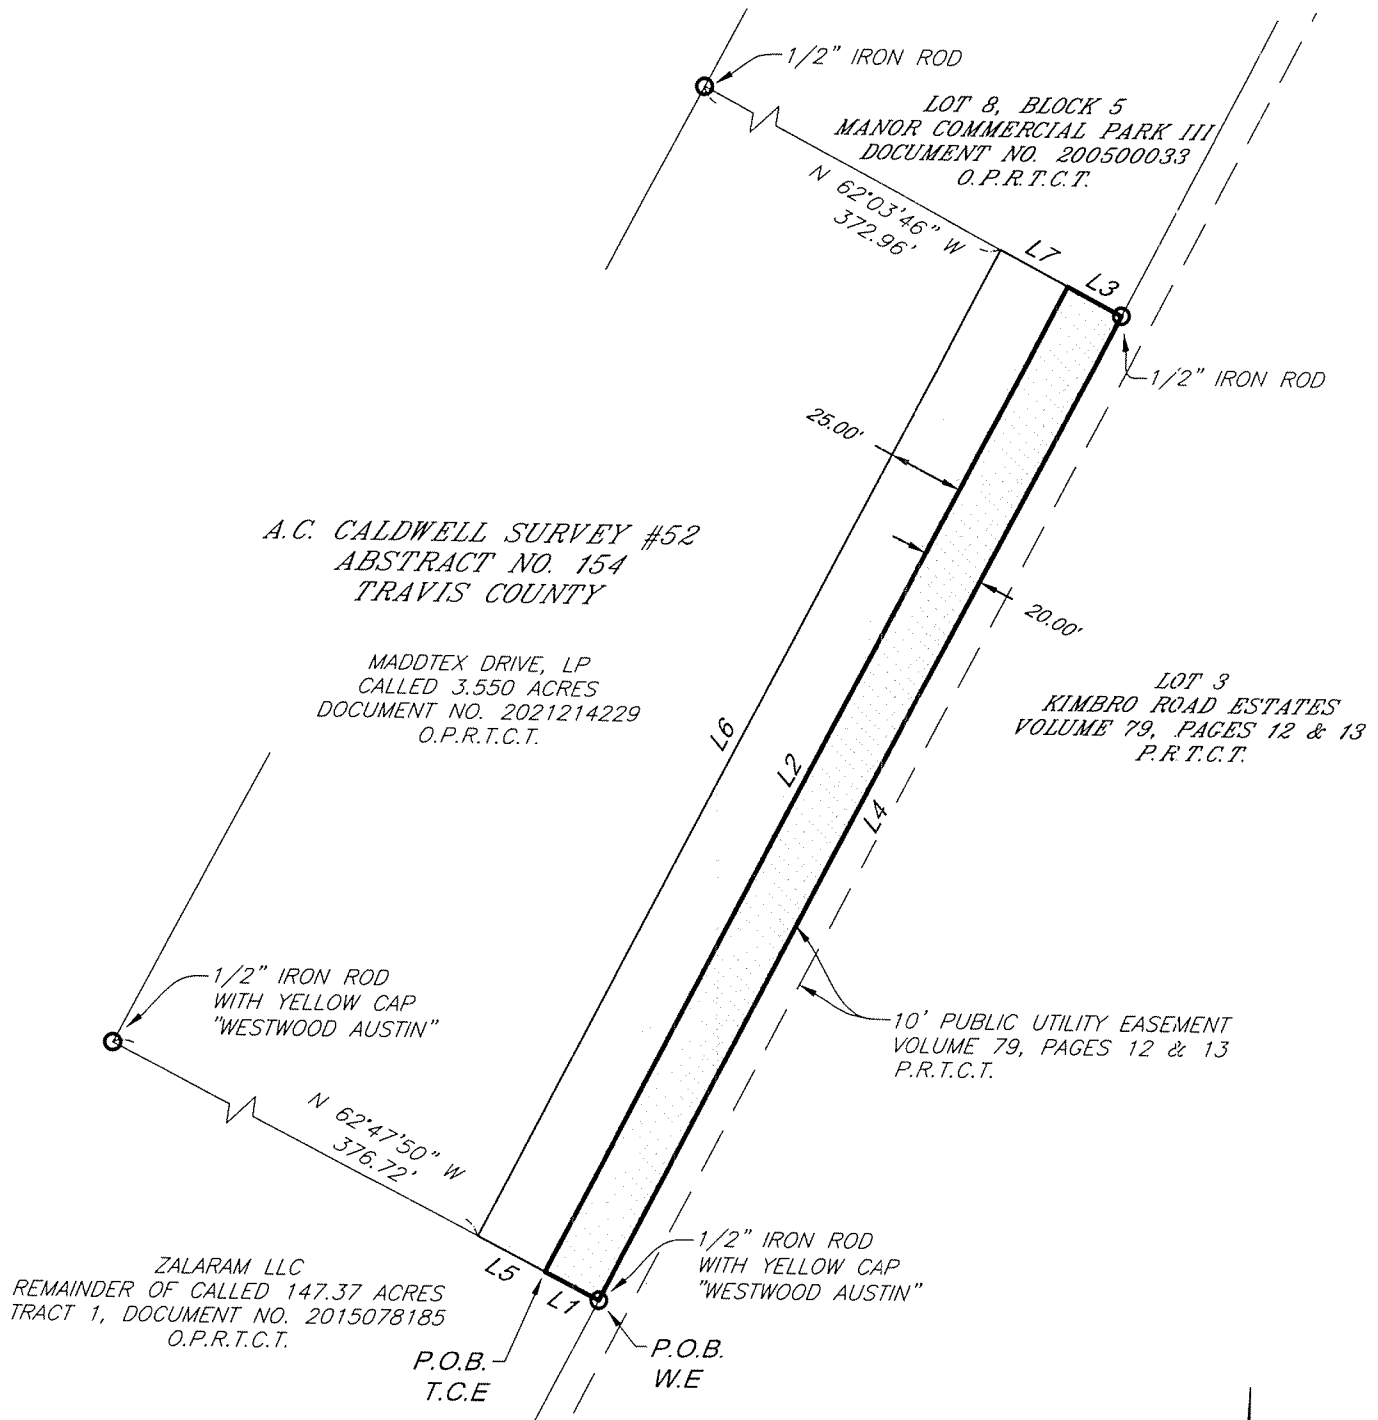 1/2" IRON ROD
LOT 8, BLOCK 5
MANOR COMMERCIAL PARK III
DOCUMENT NO. 200500033
O.P.R.T.C.T.
N 62°03'46" W
372.96'
L7
L3
1/2" IRON ROD
25.00'
A.C. CALDWELL SURVEY #52
ABSTRACT NO. 154
TRAVIS COUNTY
20.00'
MADDTEX DRIVE, LP
CALLED 3.550 ACRES
DOCUMENT NO. 2021214229
O.P.R.T.C.T.
LOT 3
KIMBRO ROAD ESTATES
VOLUME 79, PAGES 12 & 13
P.R.T.C.T.
L6
L2
L4
1/2" IRON ROD
WITH YELLOW CAP
"WESTWOOD AUSTIN"
10' PUBLIC UTILITY EASEMENT
VOLUME 79, PAGES 12 & 13
P.R.T.C.T.
N 62°47'50" W
376.72'
1/2" IRON ROD
WITH YELLOW CAP
"WESTWOOD AUSTIN"
ZALARAM LLC
REMAINDER OF CALLED 147.37 ACRES
TRACT 1, DOCUMENT NO. 2015078185
O.P.R.T.C.T.
L5
L1
P.O.B.
T.C.E
P.O.B.
W.E